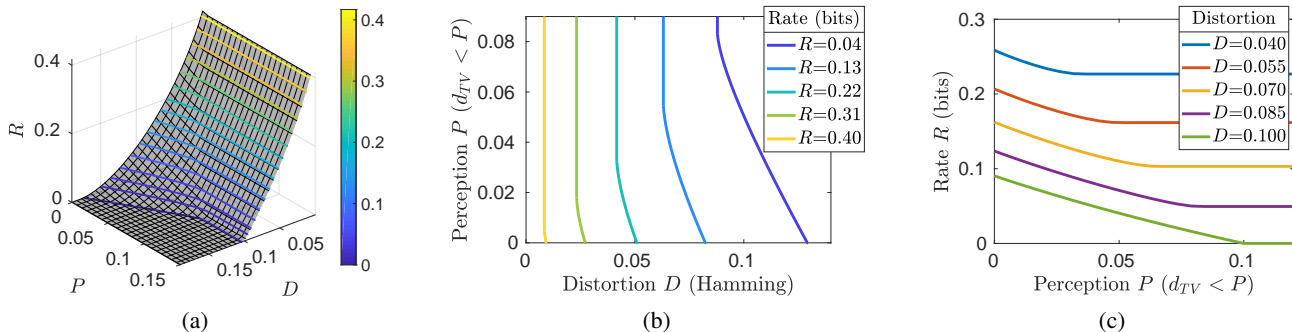 0.4
0.2
0
R
0
0.05
0.1
0.15
P
0.15
0.1
0.05
D
0.4
0.3
0.2
0.1
0
(a)
Perception P (d_TV < P)
0.08
0.06
0.04
0.02
0
0
0.05
0.1
Distortion D (Hamming)
Rate (bits)
R=0.04
R=0.13
R=0.22
R=0.31
R=0.40
(b)
Rate R (bits)
0.3
0.2
0.1
0
0
0.05
0.1
Perception P (d_TV < P)
Distortion
D=0.040
D=0.055
D=0.070
D=0.085
D=0.100
(c)